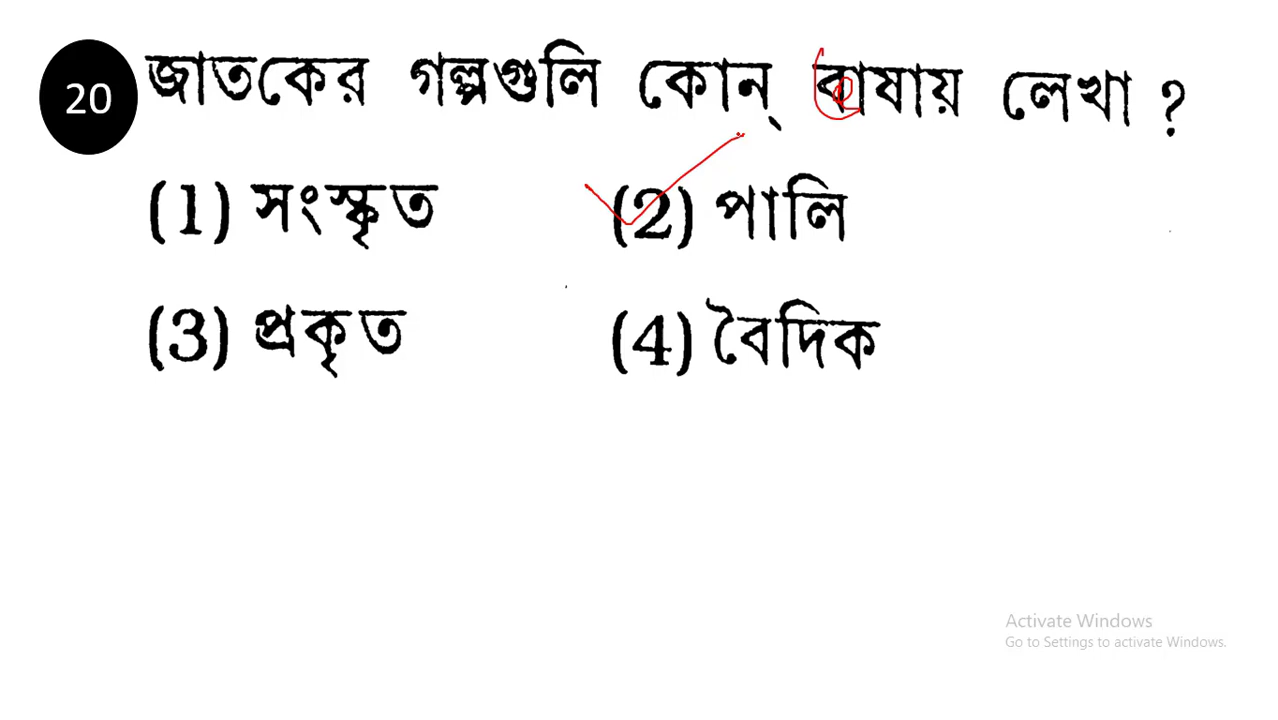 20 জাতকের গল্পগুলি কোন্ বাষায় লেখা ?
(1) সংস্কৃত (2) পালি
(3) প্রকৃত (4) বৈদিক
Activate Windows
Go to Settings to activate Windows.